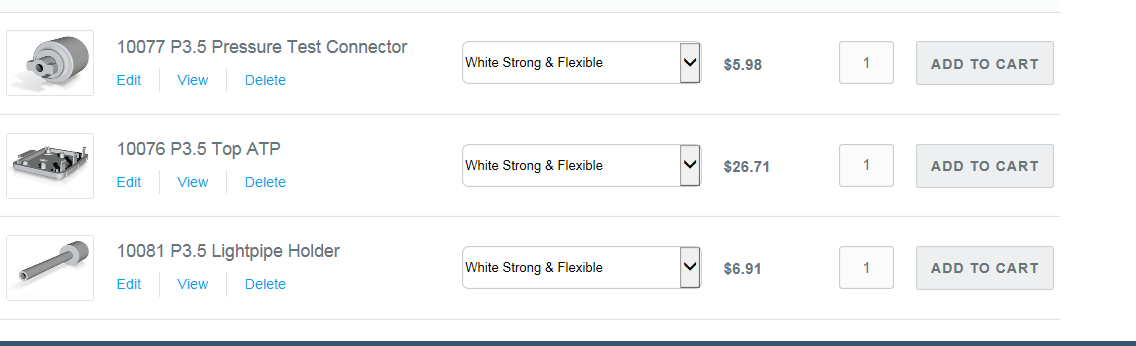 10077 P3.5 Pressure Test Connector
Edit View Delete
White Strong & Flexible
$5.98
1
ADD TO CART
10076 P3.5 Top ATP
Edit View Delete
White Strong & Flexible
$26.71
1
ADD TO CART
10081 P3.5 Lightpipe Holder
Edit View Delete
White Strong & Flexible
$6.91
1
ADD TO CART